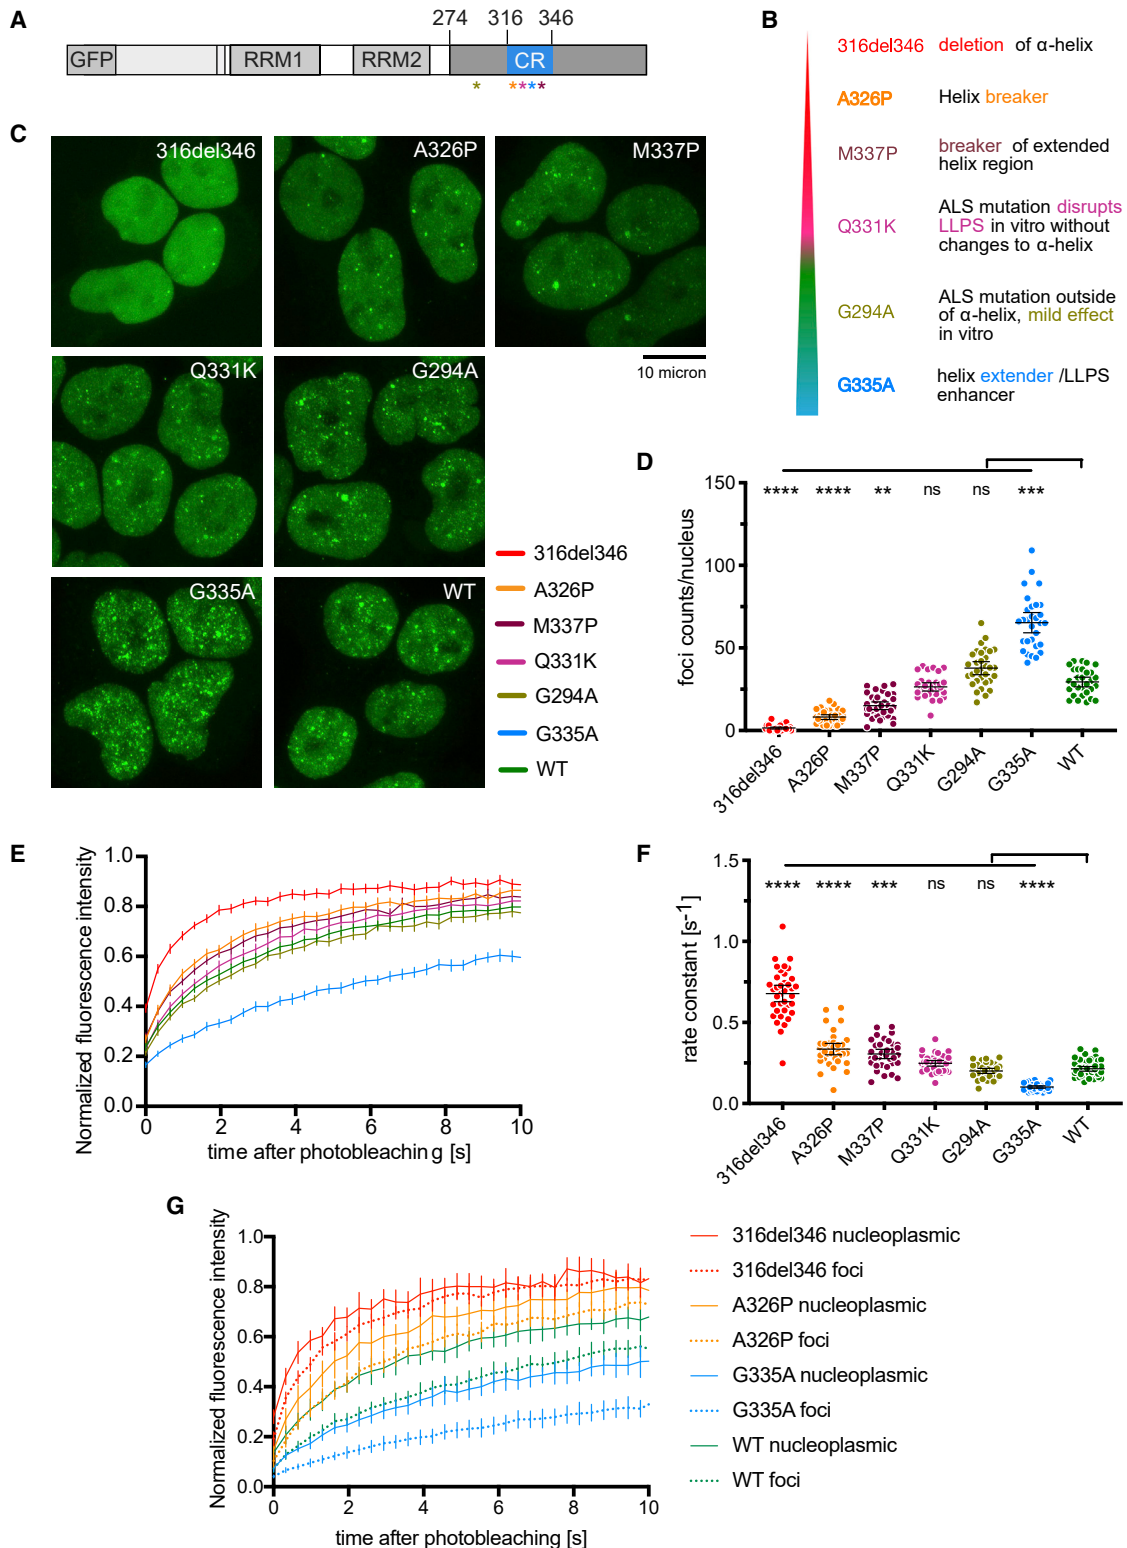 A
274 316 346
GFP RRM1 RRM2 CR
* * * * *
B
316del346 deletion of α-helix
A326P Helix breaker
M337P breaker of extended
helix region
Q331K ALS mutation disrupts
LLPS in vitro without
changes to α-helix
G294A ALS mutation outside
of α-helix, mild effect
in vitro
G335A helix extender /LLPS
enhancer
C
316del346 A326P M337P
10 micron
Q331K G294A
G335A WT
316del346
A326P
M337P
Q331K
G294A
G335A
WT
D
foci counts/nucleus
150
100
50
0
**** **** ** ns ns ***
316del346 A326P M337P Q331K G294A G335A WT
E
Normalized fluorescence intensity
1.0
0.8
0.6
0.4
0.2
0.0
0 2 4 6 8 10
time after photobleaching [s]
F
rate constant [s-1]
1.5
1.0
0.5
0.0
**** **** *** ns ns ****
316del346 A326P M337P Q331K G294A G335A WT
G
Normalized fluorescence intensity
1.0
0.8
0.6
0.4
0.2
0.0
0 2 4 6 8 10
time after photobleaching [s]
316del346 nucleoplasmic
316del346 foci
A326P nucleoplasmic
A326P foci
G335A nucleoplasmic
G335A foci
WT nucleoplasmic
WT foci